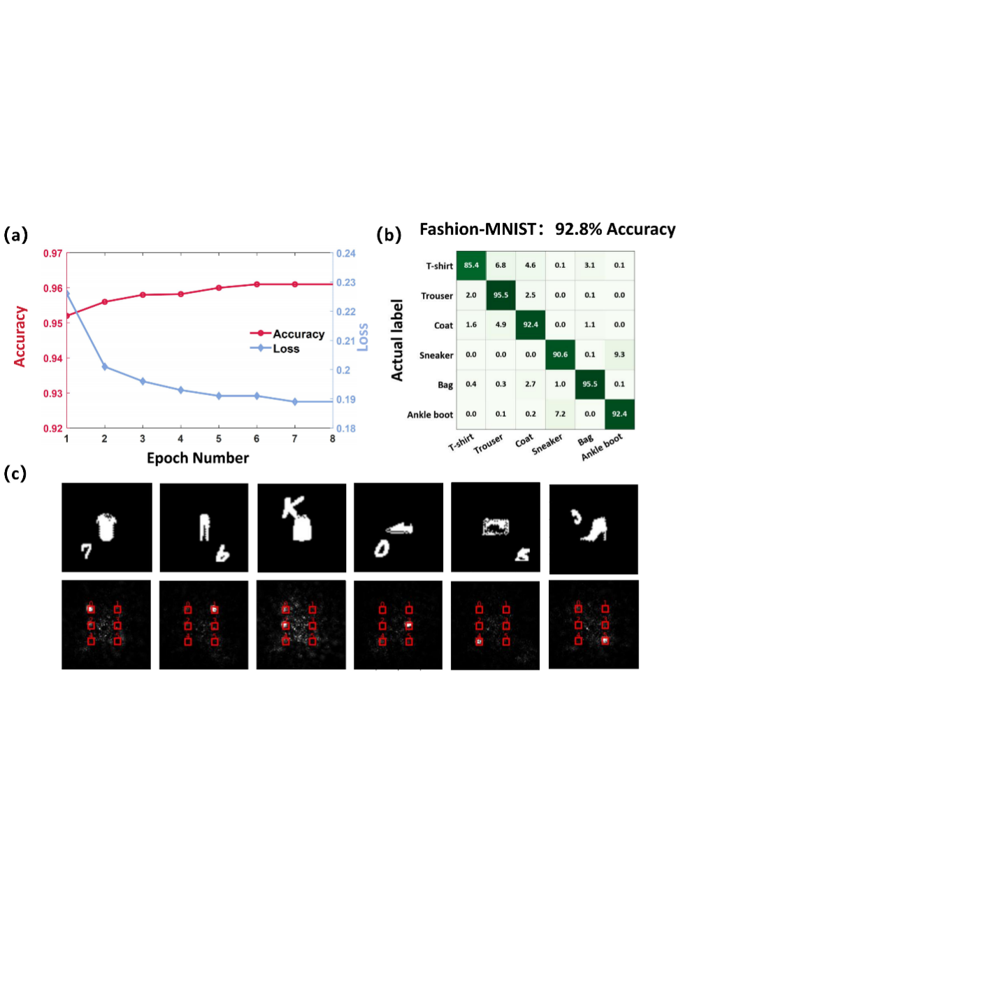 (a)
0.97
0.96
0.95
0.94
0.93
0.92
Accuracy
0.24
0.23
0.22
0.21
0.2
0.19
0.18
Loss
Accuracy
Loss
1 2 3 4 5 6 7 8
Epoch Number
(b)
Fashion-MNIST： 92.8% Accuracy
Actual label
T-shirt 85.4 6.8 4.6 0.1 3.1 0.1
Trouser 2.0 95.5 2.5 0.0 0.1 0.0
Coat 1.6 4.9 92.4 0.0 1.1 0.0
Sneaker 0.0 0.0 0.0 90.6 0.1 9.3
Bag 0.4 0.3 2.7 1.0 95.5 0.1
Ankle boot 0.0 0.1 0.2 7.2 0.0 92.4
T-shirt Trouser Coat Sneaker Bag Ankle boot
(c)
7 6 K 0 3